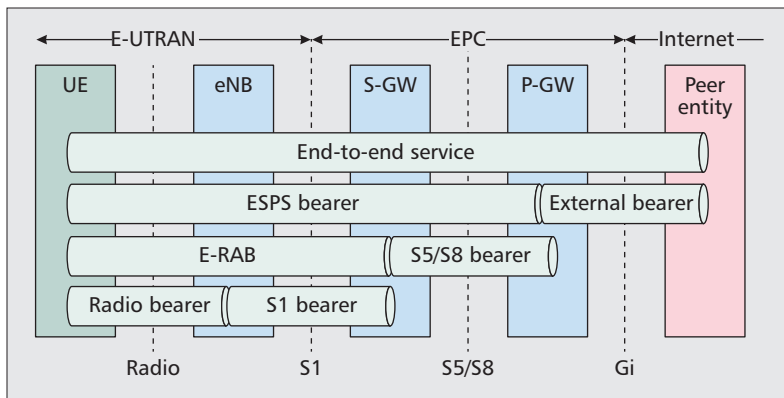 E-UTRAN EPC Internet
UE eNB S-GW P-GW Peer
entity
End-to-end service
ESPS bearer External bearer
E-RAB S5/S8 bearer
Radio bearer S1 bearer
Radio S1 S5/S8 Gi